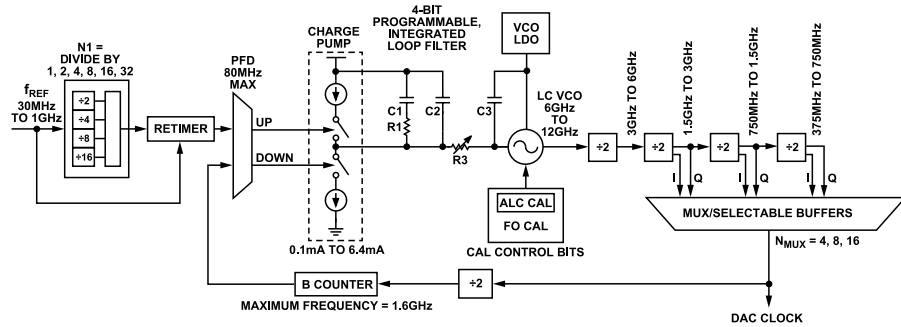 4-BIT
PROGRAMMABLE,
INTEGRATED
LOOP FILTER
VCO
LDO
N1 =
DIVIDE BY
1, 2, 4, 8, 16, 32
CHARGE
PUMP
PFD
80MHz
MAX
fREF
30MHz
TO 1GHz
÷2
÷4
÷8
÷16
RETIMER
UP
DOWN
C1
R1
C2
R3
C3
LC VCO
6GHz
TO
12GHz
÷2
3GHz TO 6GHz
÷2
1.5GHz TO 3GHz
÷2
750MHz TO 1.5GHz
÷2
375MHz TO 750MHz
I
Q
I
Q
I
Q
MUX/SELECTABLE BUFFERS
NMUX = 4, 8, 16
ALC CAL
FO CAL
CAL CONTROL BITS
0.1mA TO 6.4mA
B COUNTER
MAXIMUM FREQUENCY = 1.6GHz
÷2
DAC CLOCK